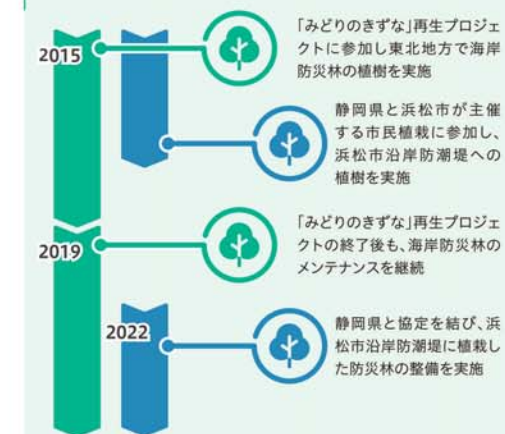 2015
「みどりのきずな」再生プロジェ
クトに参加し東北地方で海岸
防災林の植樹を実施
静岡県と浜松市が主催
する市民植栽に参加し、
浜松市沿岸防潮堤への
植樹を実施
2019
「みどりのきずな」再生プロジェ
クトの終了後も、海岸防災林の
メンテナンスを継続
2022
静岡県と協定を結び、浜
松市沿岸防潮堤に植栽し
た防災林の整備を実施